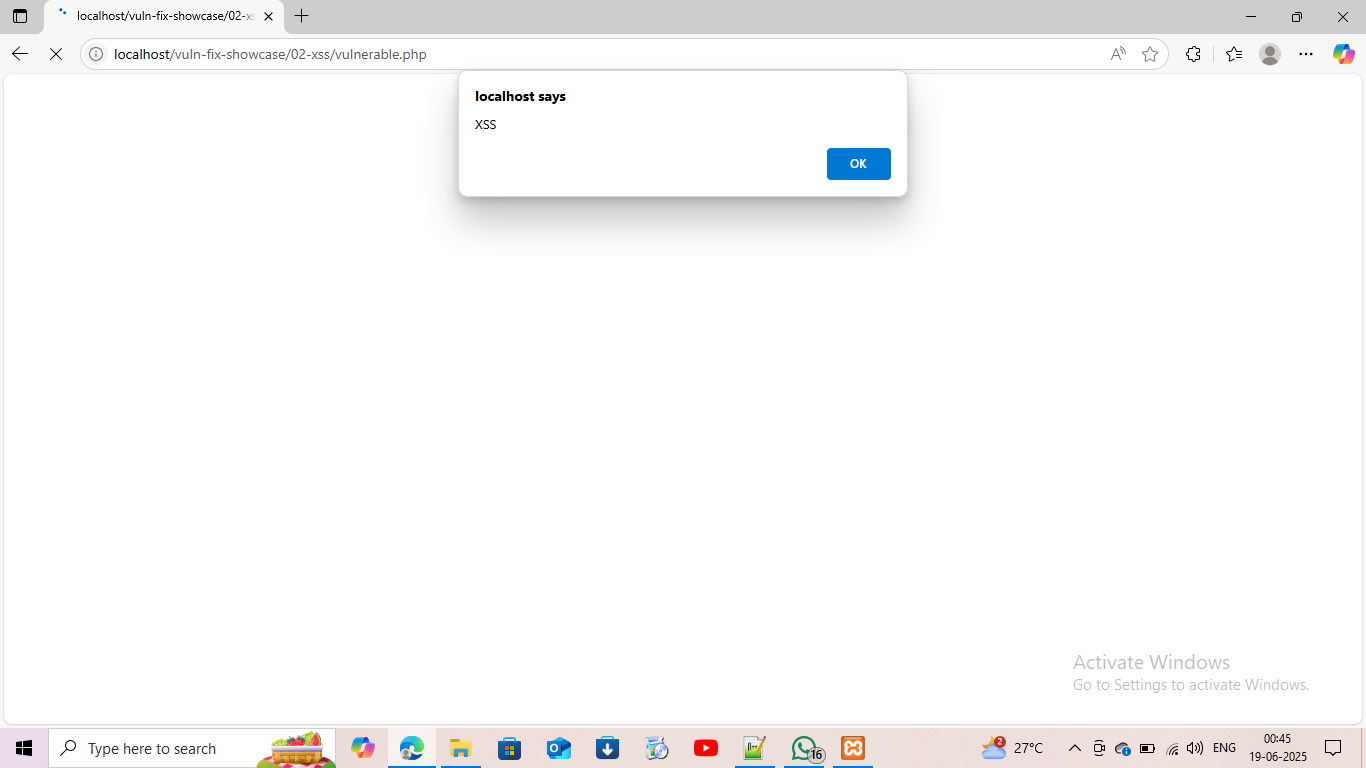 localhost/vuln-fix-showcase/02-xs
localhost/vuln-fix-showcase/02-xss/vulnerable.php
localhost says
XSS
OK
Activate Windows
Go to Settings to activate Windows.
Type here to search
16
2
27°C
ENG
00:45
19-06-2025